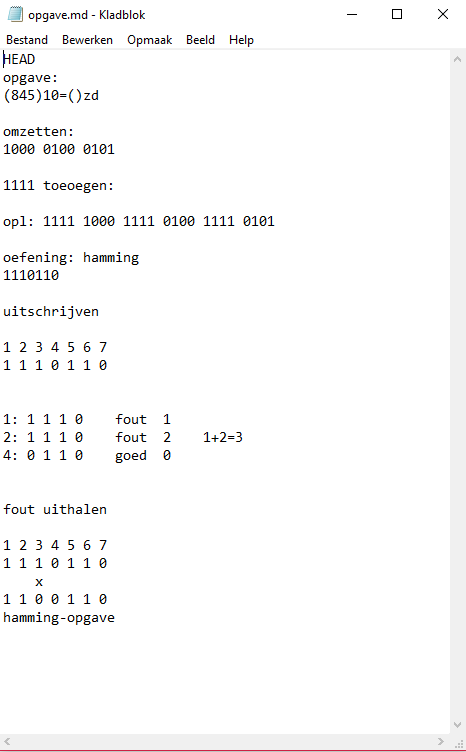 opgave.md - Kladblok
Bestand Bewerken Opmaak Beeld Help
HEAD
opgave:
(845)10=()zd
omzetten:
1000 0100 0101
1111 toeoegen:
opl: 1111 1000 1111 0100 1111 0101
oefening: hamming
1110110
uitschrijven
1 2 3 4 5 6 7
1 1 1 0 1 1 0
1: 1 1 1 0    fout  1
2: 1 1 1 0    fout  2    1+2=3
4: 0 1 1 0    goed  0
fout uithalen
1 2 3 4 5 6 7
1 1 1 0 1 1 0
    x
1 1 0 0 1 1 0
hamming-opgave